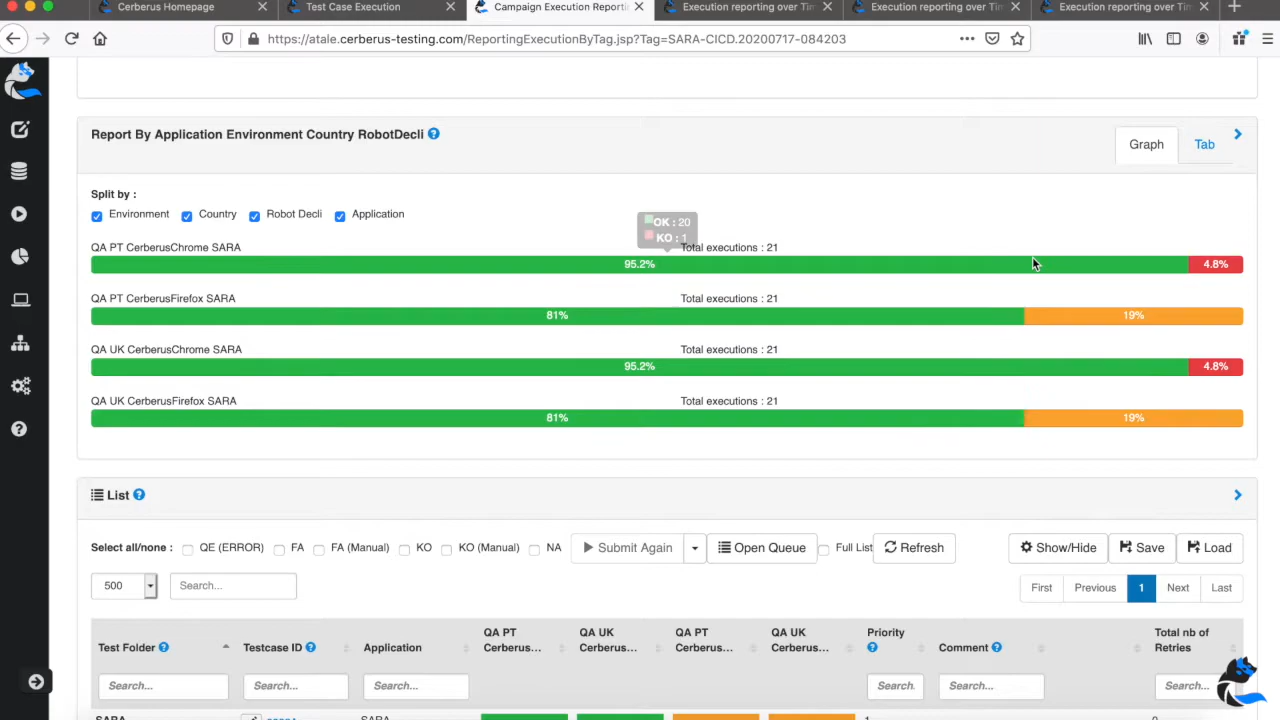 Cerberus Homepage
Test Case Execution
Campaign Execution Reporti
Execution reporting over Tim
Execution reporting over Tim
Execution reporting over Tim
https://atale.cerberus-testing.com/ReportingExecutionByTag.jsp?Tag=SARA-CICD.20200717-084203
Report By Application Environment Country RobotDecli
Graph
Tab
Split by :
Environment
Country
Robot Decli
Application
OK : 20
KO : 1
QA PT CerberusChrome SARA
Total executions : 21
95.2%
4.8%
QA PT CerberusFirefox SARA
Total executions : 21
81%
19%
QA UK CerberusChrome SARA
Total executions : 21
95.2%
4.8%
QA UK CerberusFirefox SARA
Total executions : 21
81%
19%
List
Select all/none :
QE (ERROR)
FA
FA (Manual)
KO
KO (Manual)
NA
Submit Again
Open Queue
Full List
Refresh
Show/Hide
Save
Load
500
Search...
First
Previous
1
Next
Last
Test Folder
Testcase ID
Application
QA PT
Cerberus...
QA UK
Cerberus...
QA PT
Cerberus...
QA UK
Cerberus...
Priority
Comment
Total nb of
Retries
Search...
Search...
Search...
Search.
Search...
Search...
SARA
SARA
1
0